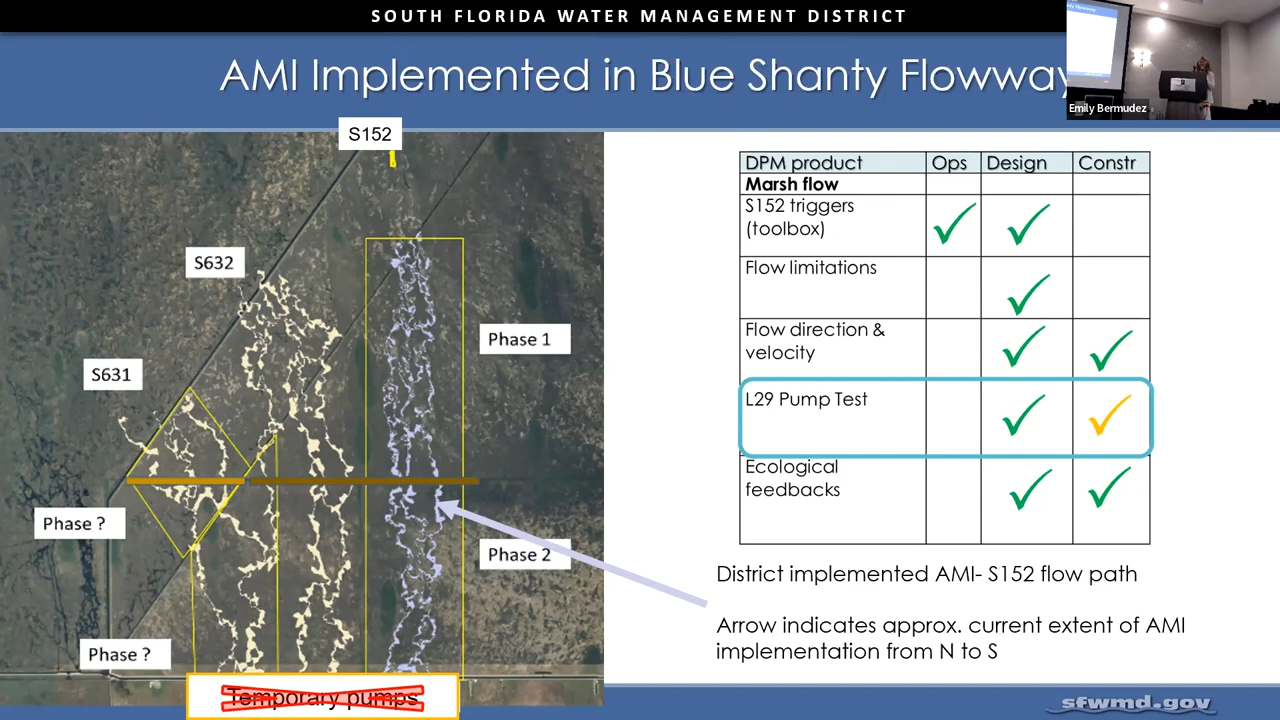 SOUTH FLORIDA WATER MANAGEMENT DISTRICT
AMI Implemented in Blue Shanty Flowway
Emily Bermudez
S152
S632
S631
Phase 1
Phase ?
Phase 2
Phase ?
Temporary pumps
DPM product Ops Design Constr
Marsh flow
S152 triggers
(toolbox)
Flow limitations
Flow direction &
velocity
L29 Pump Test
Ecological
feedbacks
District implemented AMI- S152 flow path
Arrow indicates approx. current extent of AMI
implementation from N to S
sfwmd.gov